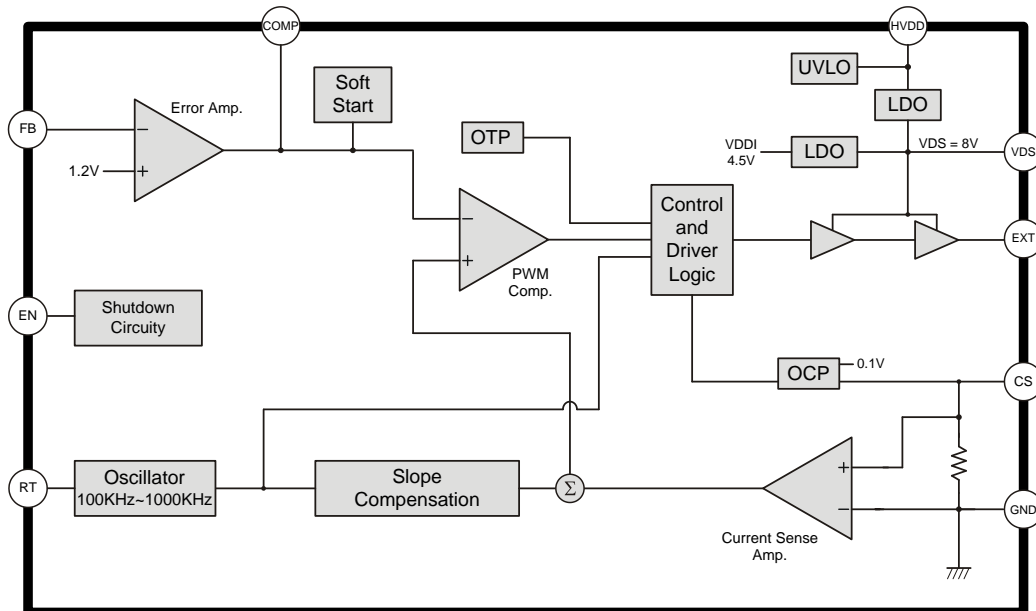 COMP
HVDD
Soft
Start
UVLO
LDO
Error Amp.
FB
−
+
1.2V
OTP
VDDI
4.5V
LDO
VDS = 8V
VDS
Control
and
Driver
Logic
−
+
PWM
Comp.
EXT
EN
Shutdown
Circuity
OCP
0.1V
CS
RT
Oscillator
100KHz~1000KHz
Slope
Compensation
Σ
+
−
Current Sense
Amp.
GND